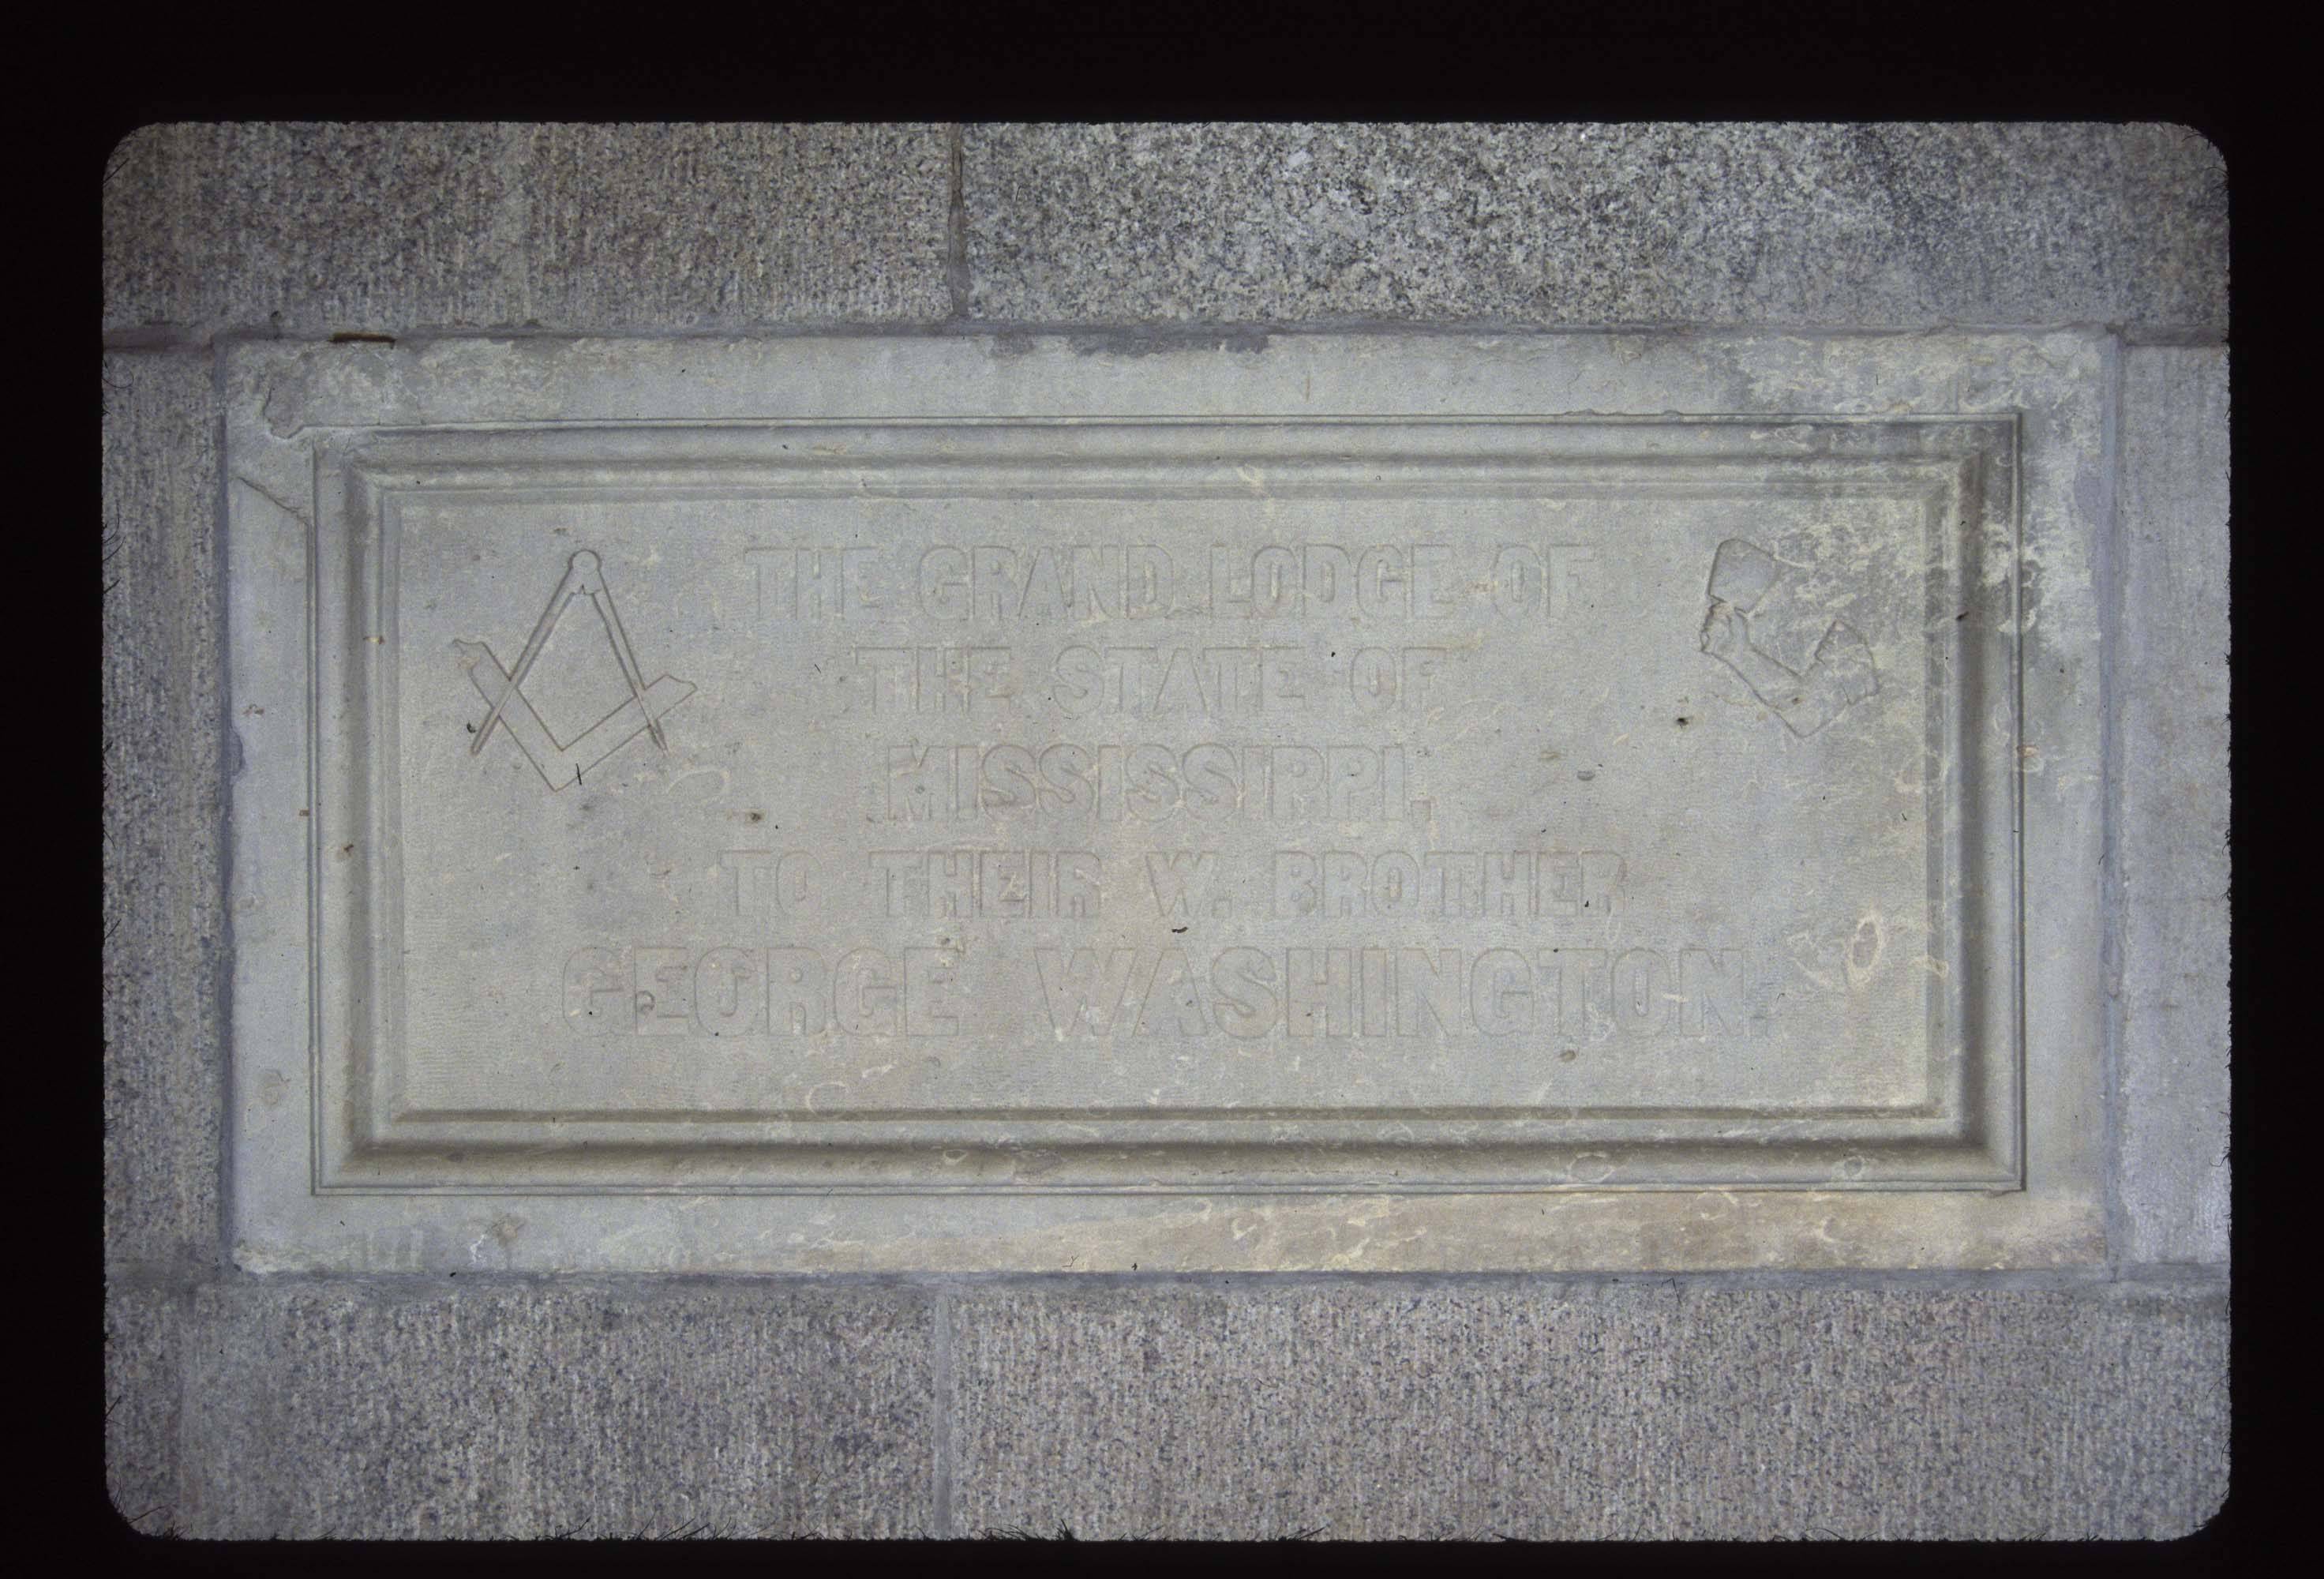 THE GRAND LODGE OF
THE STATE OF
MISSISSIPPI.
TO THEIR W. BROTHER
GEORGE WASHINGTON.